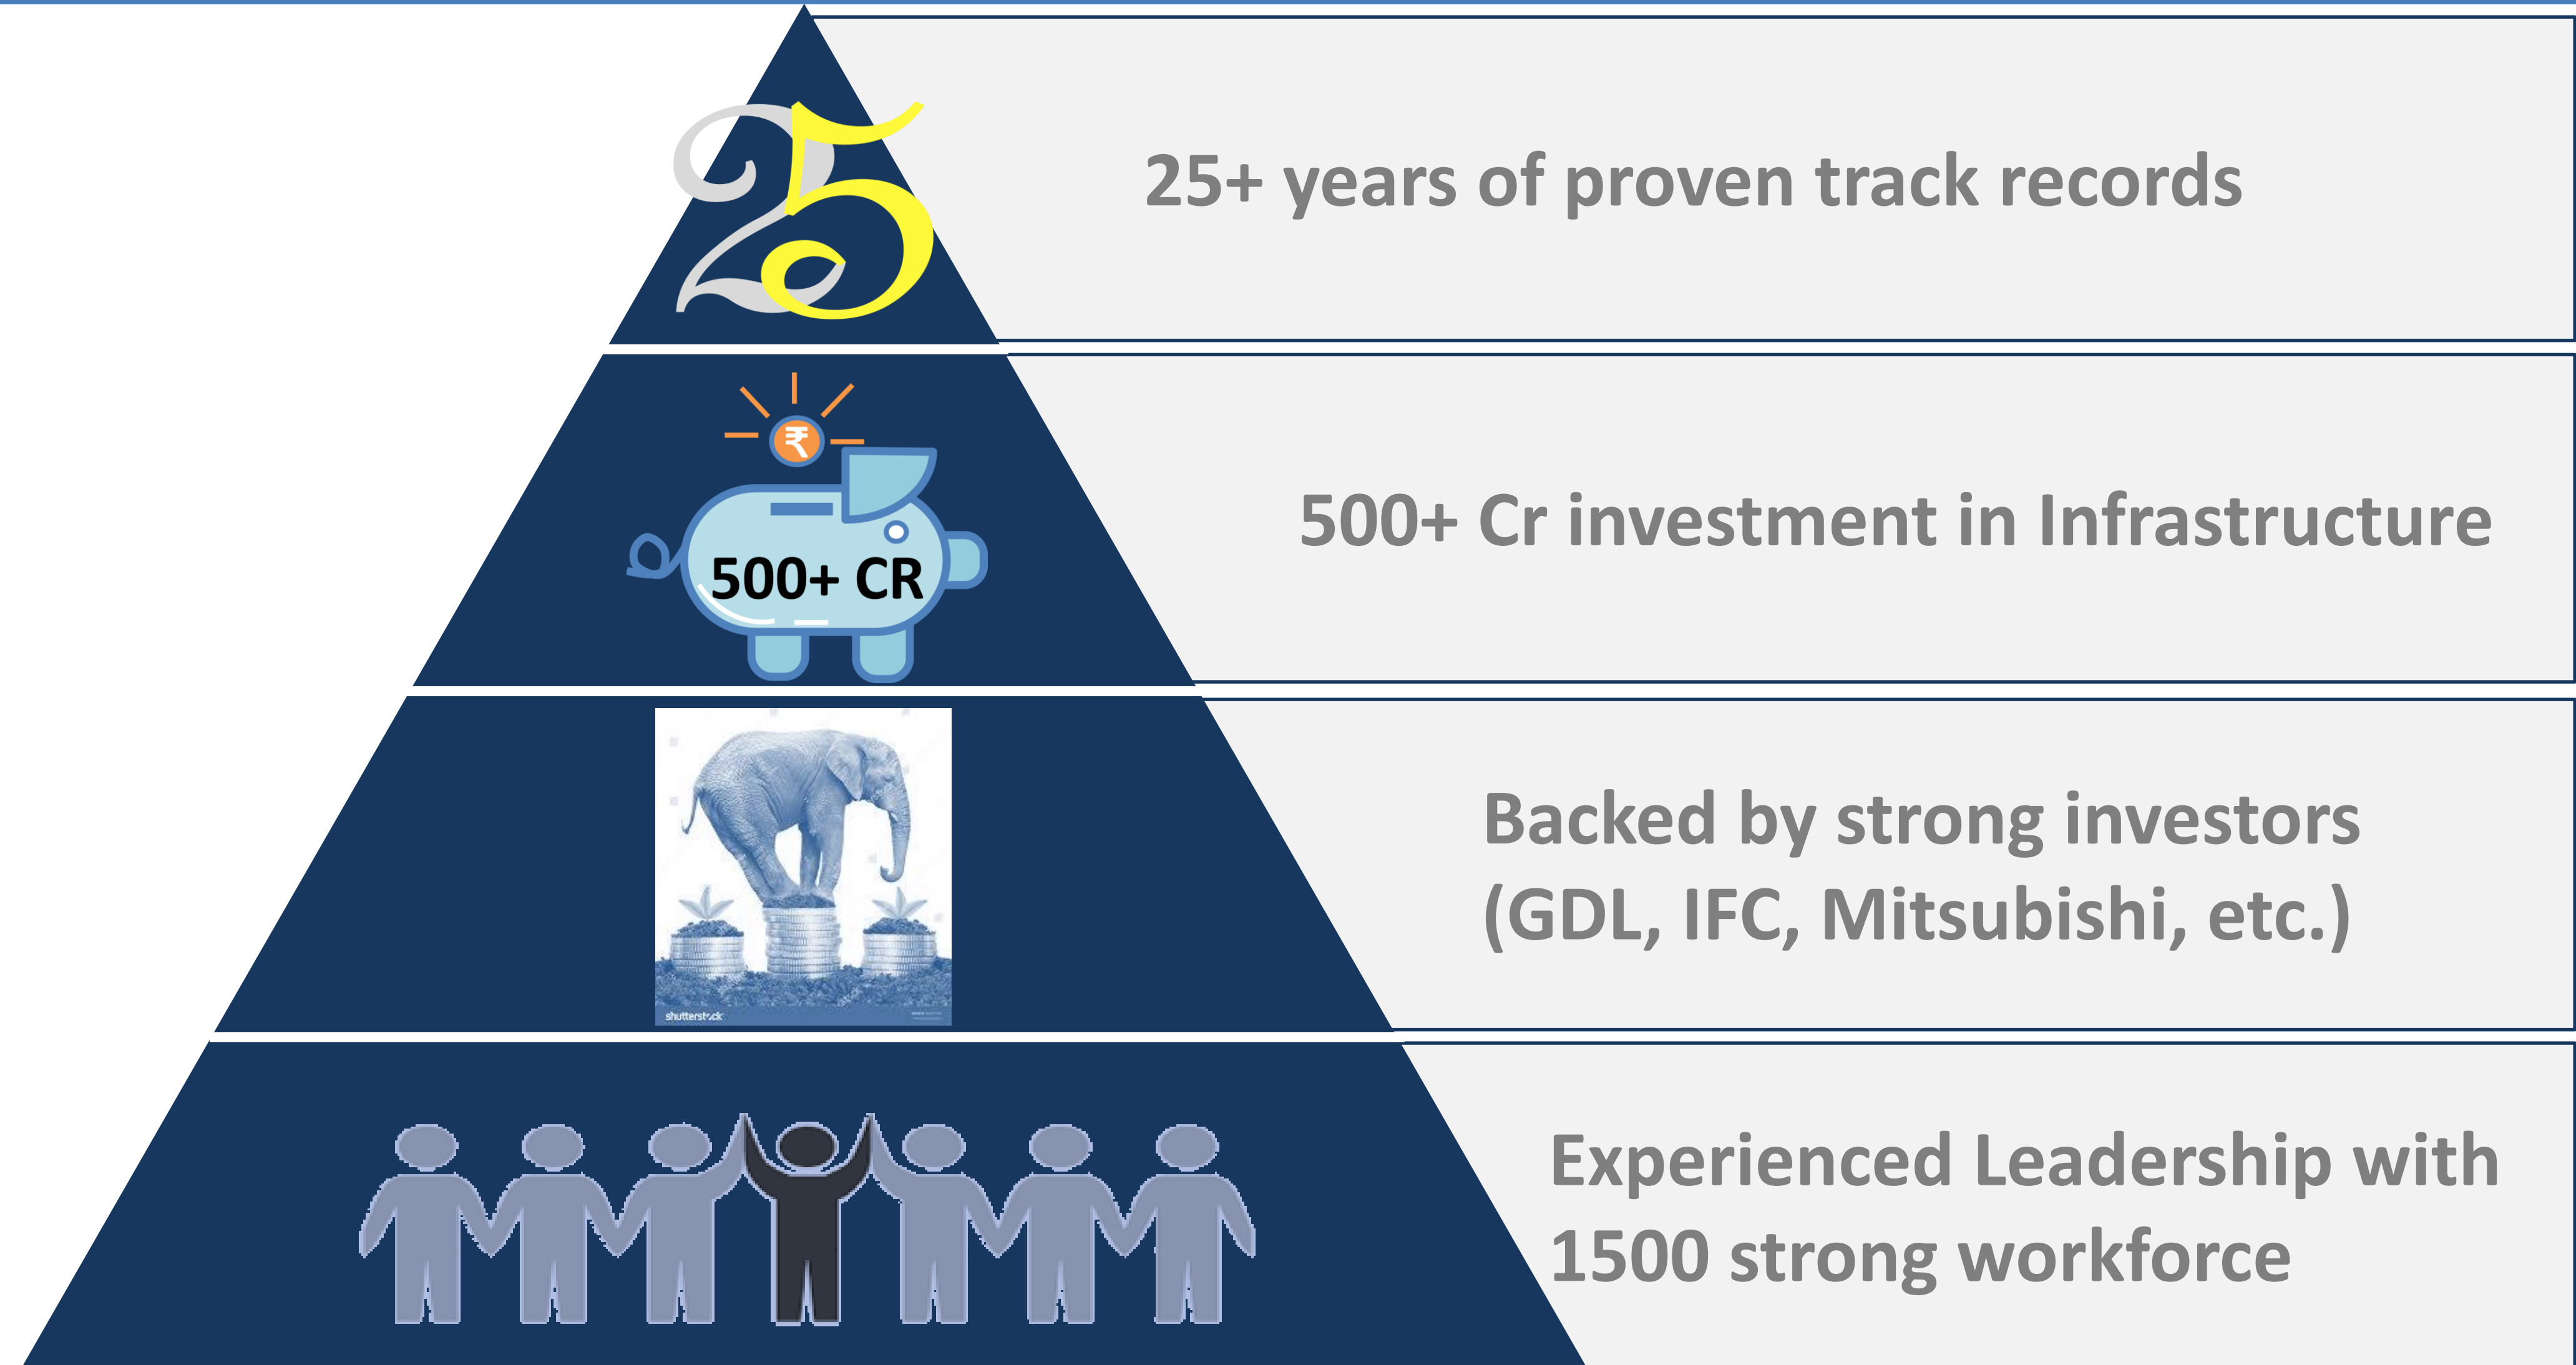 25
25+ years of proven track records
₹
500+ CR
500+ Cr investment in Infrastructure
Backed by strong investors
(GDL, IFC, Mitsubishi, etc.)
shutterstock
Experienced Leadership with
1500 strong workforce